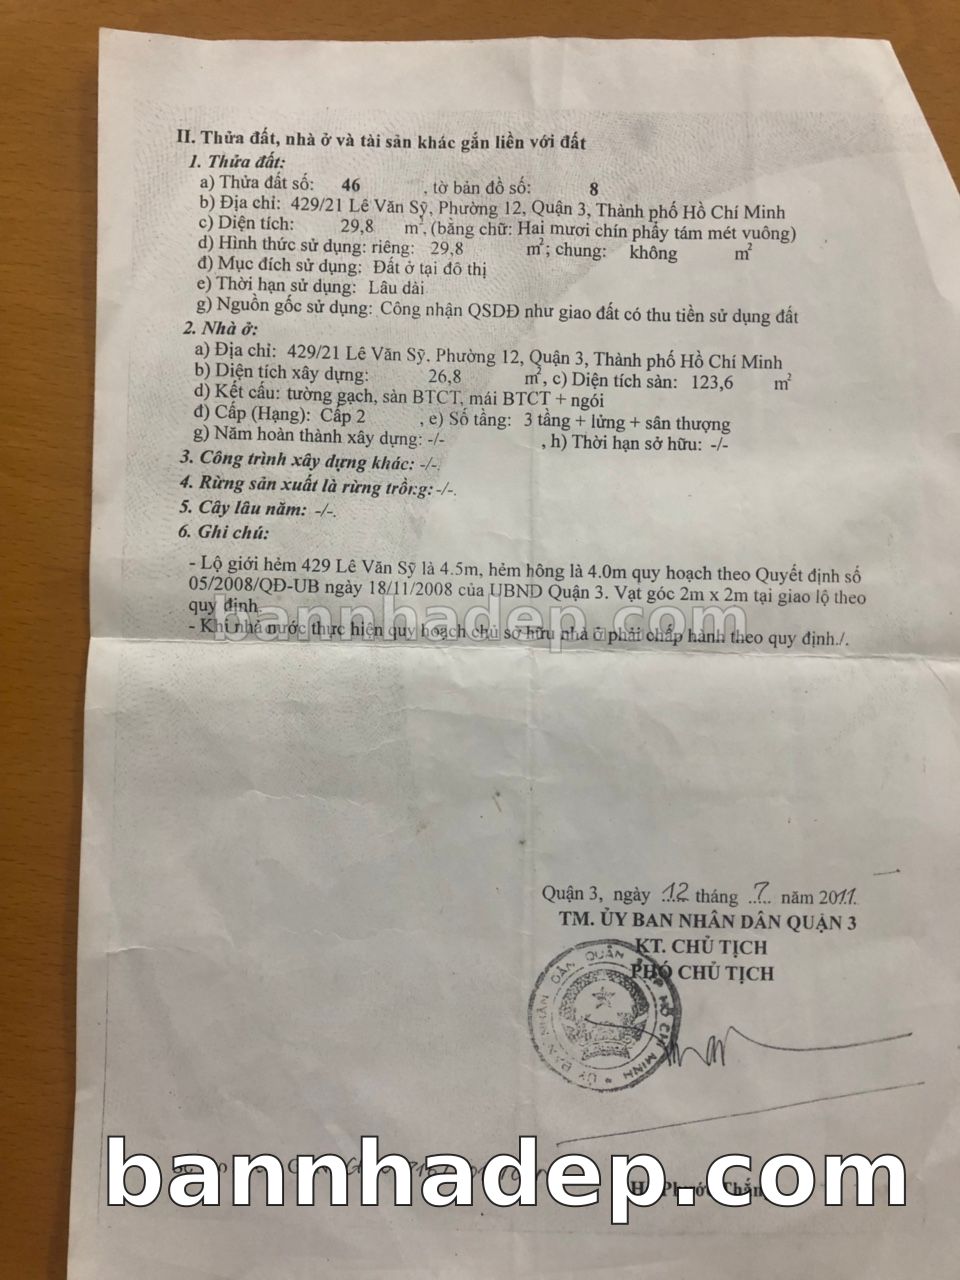 II. Thửa đất, nhà ở và tài sản khác gắn liền với đất
1. Thửa đất:
a) Thửa đất số: 46 , tờ bản đồ số: 8
b) Địa chỉ: 429/21 Lê Văn Sỹ, Phường 12, Quận 3, Thành phố Hồ Chí Minh
c) Diện tích: 29,8 m², (bằng chữ: Hai mươi chín phẩy tám mét vuông)
d) Hình thức sử dụng: riêng: 29,8 m²; chung: không m²
đ) Mục đích sử dụng: Đất ở tại đô thị
e) Thời hạn sử dụng: Lâu dài
g) Nguồn gốc sử dụng: Công nhận QSDĐ như giao đất có thu tiền sử dụng đất
2. Nhà ở:
a) Địa chỉ: 429/21 Lê Văn Sỹ. Phường 12, Quận 3, Thành phố Hồ Chí Minh
b) Diện tích xây dựng: 26,8 m², c) Diện tích sàn: 123,6 m²
d) Kết cấu: tường gạch, sàn BTCT, mái BTCT + ngói
đ) Cấp (Hạng): Cấp 2 , e) Số tầng: 3 tầng + lửng + sân thượng
g) Năm hoàn thành xây dựng: -/- , h) Thời hạn sở hữu: -/-
3. Công trình xây dựng khác: -/-.
4. Rừng sản xuất là rừng trồng: -/-.
5. Cây lâu năm: -/-.
6. Ghi chú:
- Lộ giới hẻm 429 Lê Văn Sỹ là 4.5m, hẻm hông là 4.0m quy hoạch theo Quyết định số
05/2008/QĐ-UB ngày 18/11/2008 của UBND Quận 3. Vạt góc 2m x 2m tại giao lộ theo
quy định.
bannhadep.com
- Khi nhà nước thực hiện quy hoạch chủ sở hữu nhà ở phải chấp hành theo quy định./.
Quận 3, ngày 12 tháng 7 năm 2011
TM. ỦY BAN NHÂN DÂN QUẬN 3
KT. CHỦ TỊCH
PHÓ CHỦ TỊCH
ỦY BAN NHÂN DÂN QUẬN 3 TP HỒ CHÍ MINH
bannhadep.com